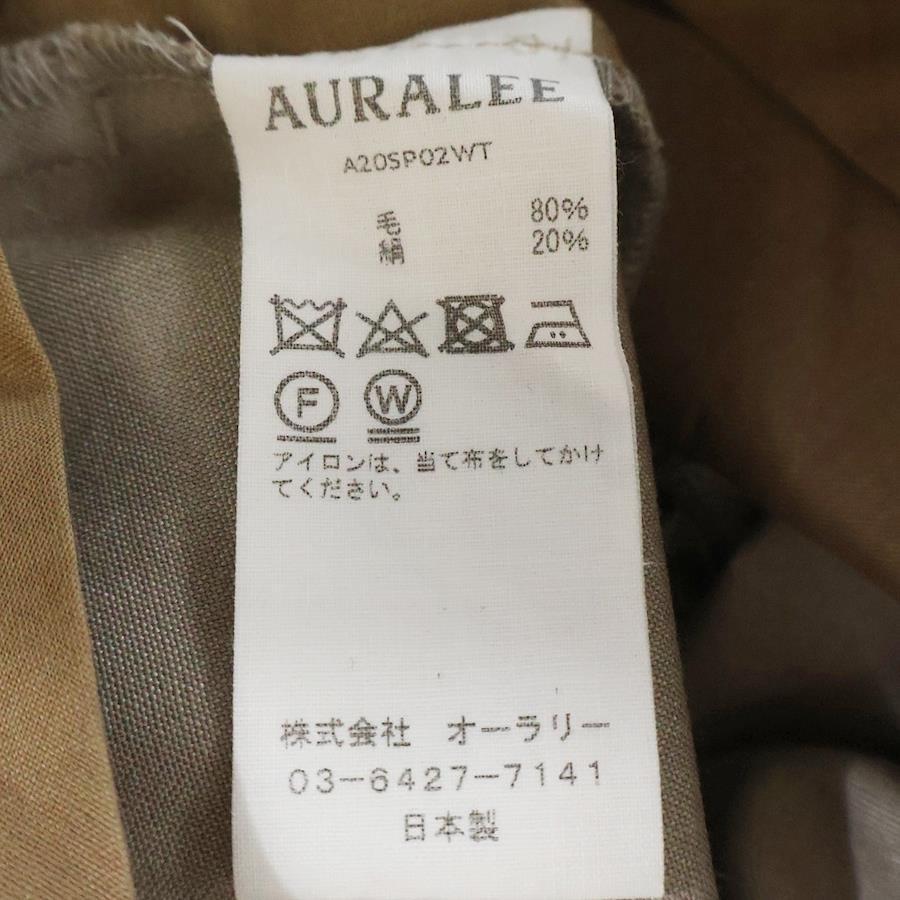 AURALEE
A20SP02WT
毛 80%
絹 20%
F W
アイロンは、当て布をしてかけ
てください。
株式会社 オーラリー
03-6427-7141
日本製